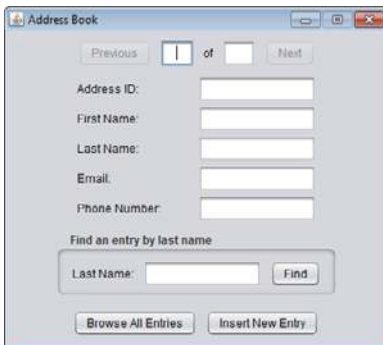 Address Book
Previous of Next
Address ID:
First Name:
Last Name:
Email:
Phone Number:
Find an entry by last name
Last Name: Find
Browse All Entries Insert New Entry